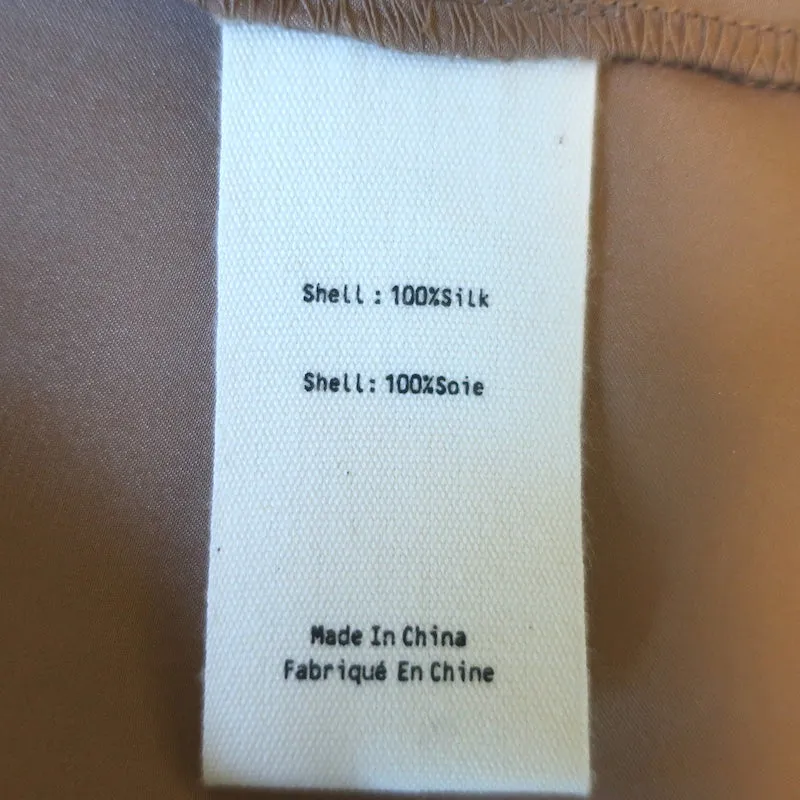 Shell : 100%Silk
Shell: 100%Soie
Made In China
Fabriqué En Chine